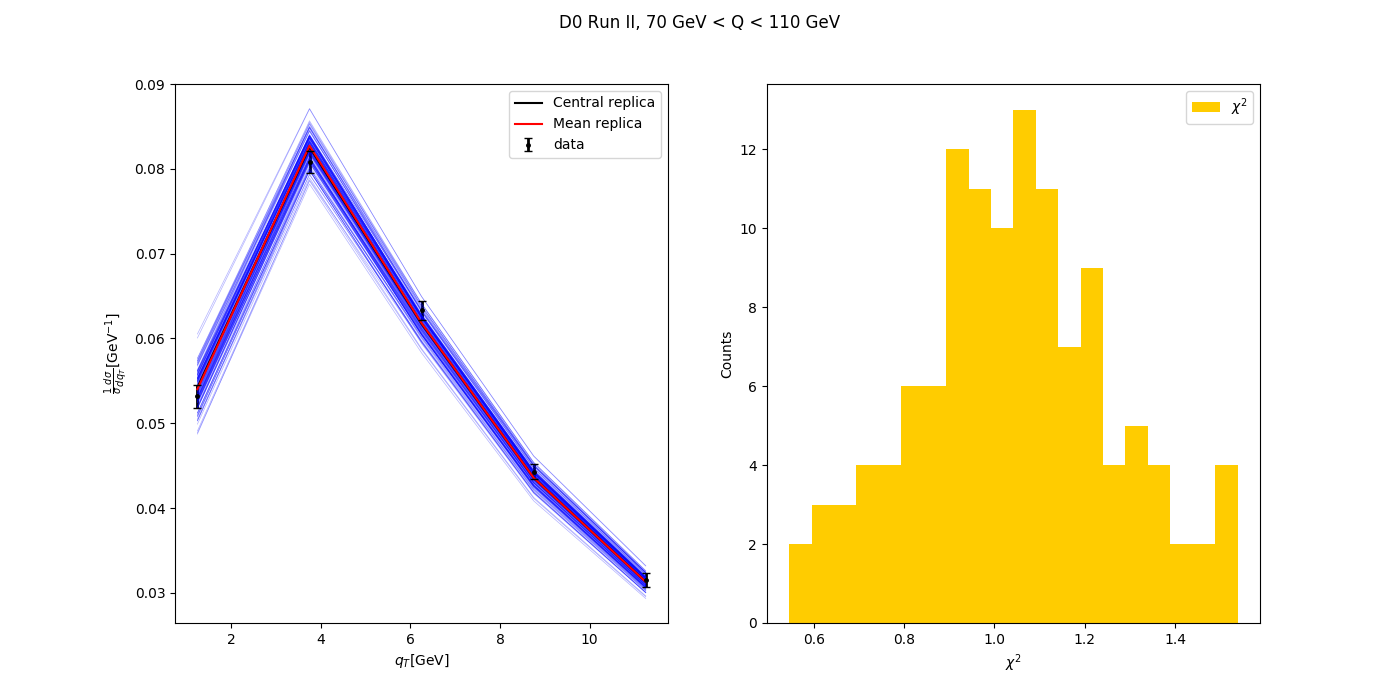 D0 Run II, 70 GeV < Q < 110 GeV
0.09
0.08
0.07
0.06
0.05
0.04
0.03
2
4
6
8
10
q_T[GeV]
\frac{1}{σ}\frac{dσ}{dq_T}[GeV^{-1}]
Central replica
Mean replica
data
12
10
8
6
4
2
0
0.6
0.8
1.0
1.2
1.4
χ²
Counts
χ²